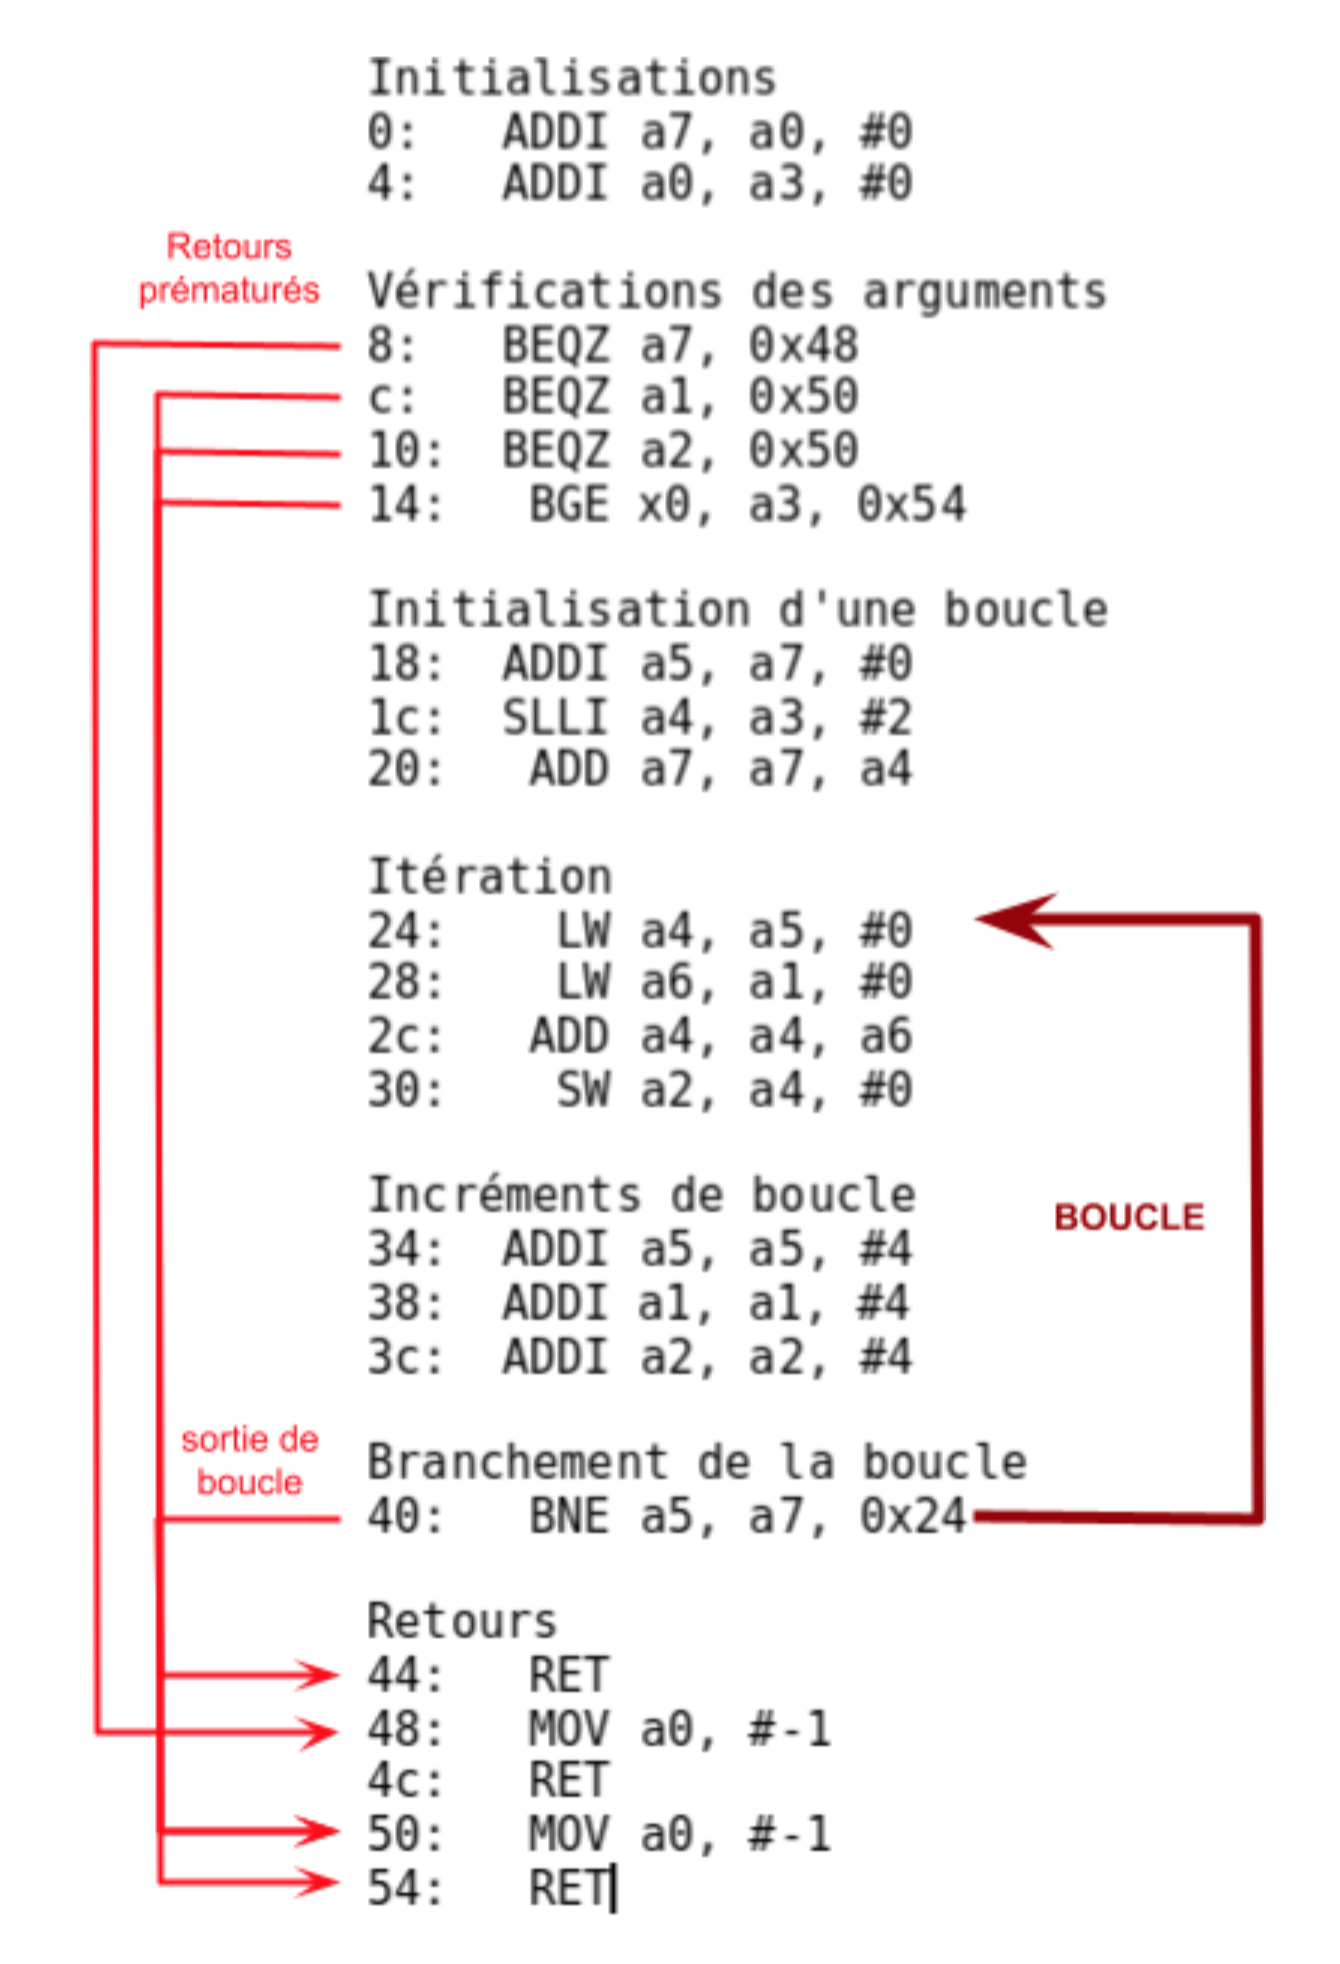 Initialisations
0: ADDI a7, a0, #0
4: ADDI a0, a3, #0
Retours
prématurés
Vérifications des arguments
8: BEQZ a7, 0x48
c: BEQZ a1, 0x50
10: BEQZ a2, 0x50
14: BGE x0, a3, 0x54
Initialisation d'une boucle
18: ADDI a5, a7, #0
1c: SLLI a4, a3, #2
20: ADD a7, a7, a4
Itération
24: LW a4, a5, #0
28: LW a6, a1, #0
2c: ADD a4, a4, a6
30: SW a2, a4, #0
Incréments de boucle
34: ADDI a5, a5, #4
38: ADDI a1, a1, #4
3c: ADDI a2, a2, #4
BOUCLE
sortie de
boucle
Branchement de la boucle
40: BNE a5, a7, 0x24
Retours
44: RET
48: MOV a0, #-1
4c: RET
50: MOV a0, #-1
54: RET